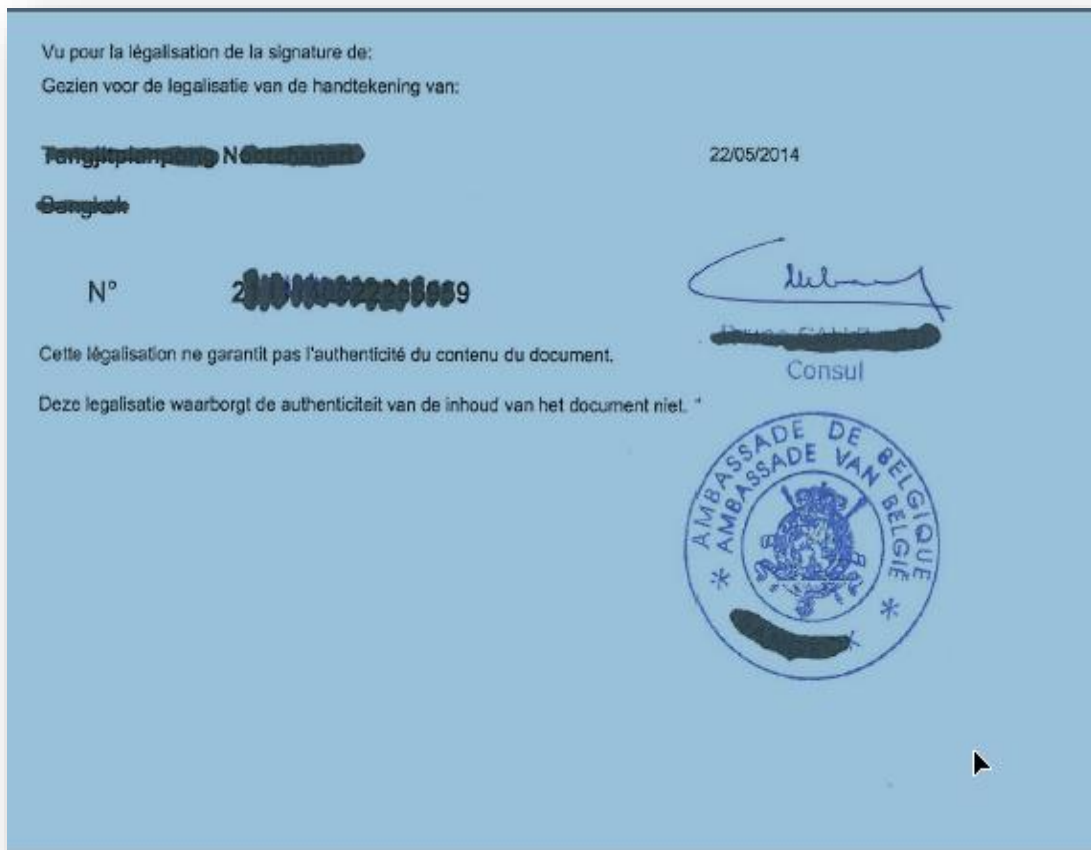 Vu pour la légalisation de la signature de:
Gezien voor de legalisatie van de handtekening van:
22/05/2014
N°
Cette légalisation ne garantit pas l'authenticité du contenu du document.
Consul
Deze legalisatie waarborgt de authenticiteit van de inhoud van het document niet. "
AMBASSADE DE BELGIQUE
AMBASSADE VAN BELGIË